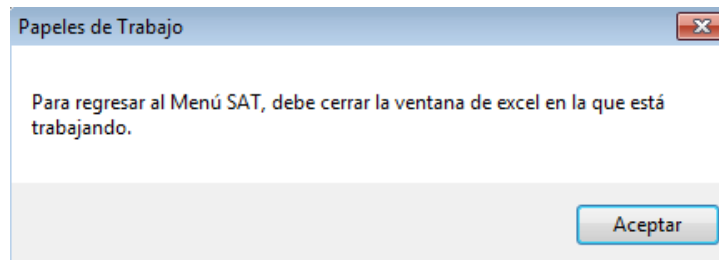 Papeles de Trabajo
Para regresar al Menú SAT, debe cerrar la ventana de excel en la que está
trabajando.
Aceptar